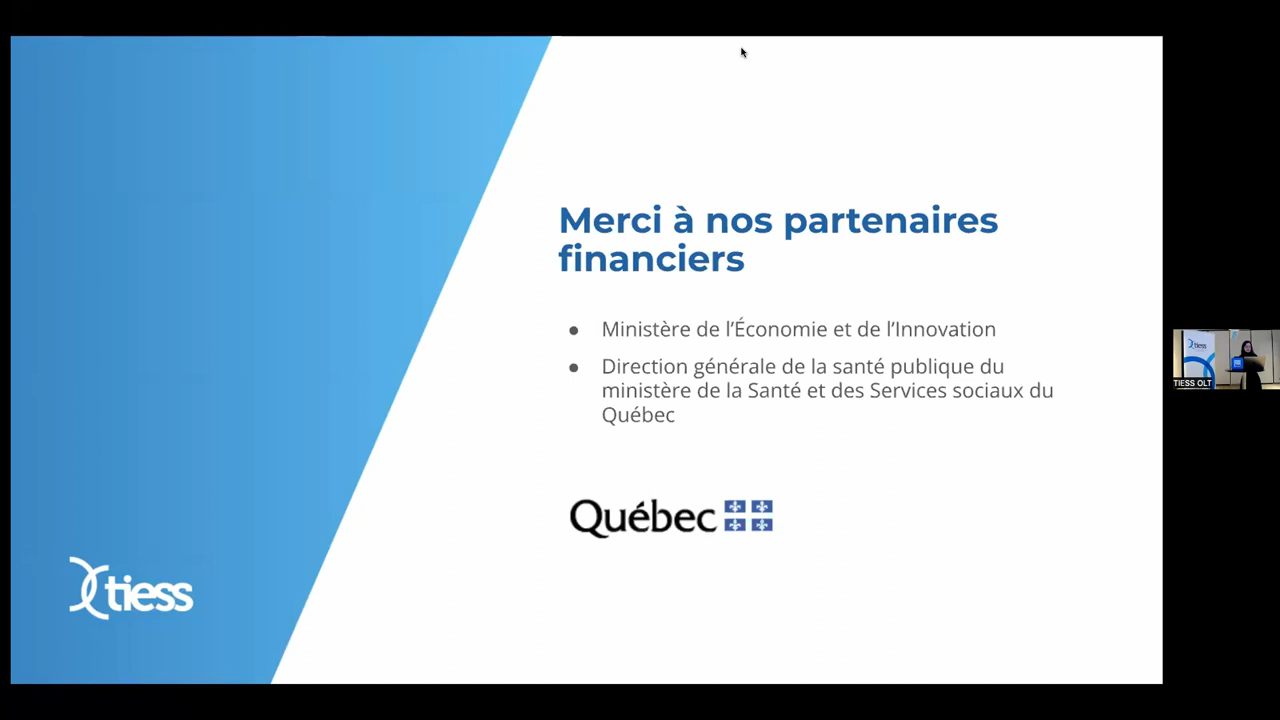 Merci à nos partenaires
financiers
● Ministère de l’Économie et de l’Innovation
● Direction générale de la santé publique du
ministère de la Santé et des Services sociaux du
Québec
Québec
tiess
tiess
TIESS OLT